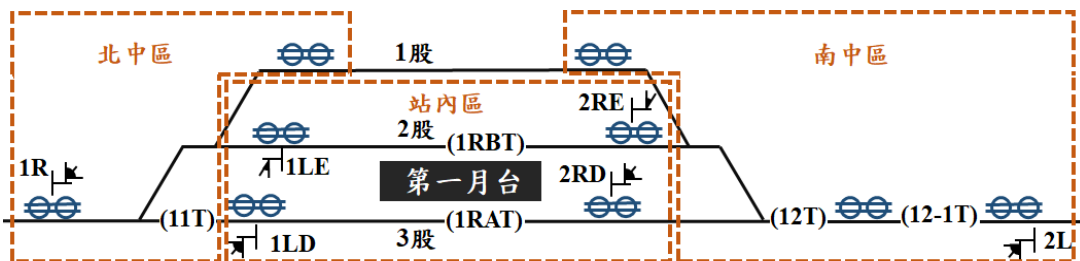 北中區
1股
南中區
站內區
2RE
2股
(1RBT)
1R
1LE
第一月台
2RD
(11T)
(1RAT)
(12T)
(12-1T)
1LD
3股
2L